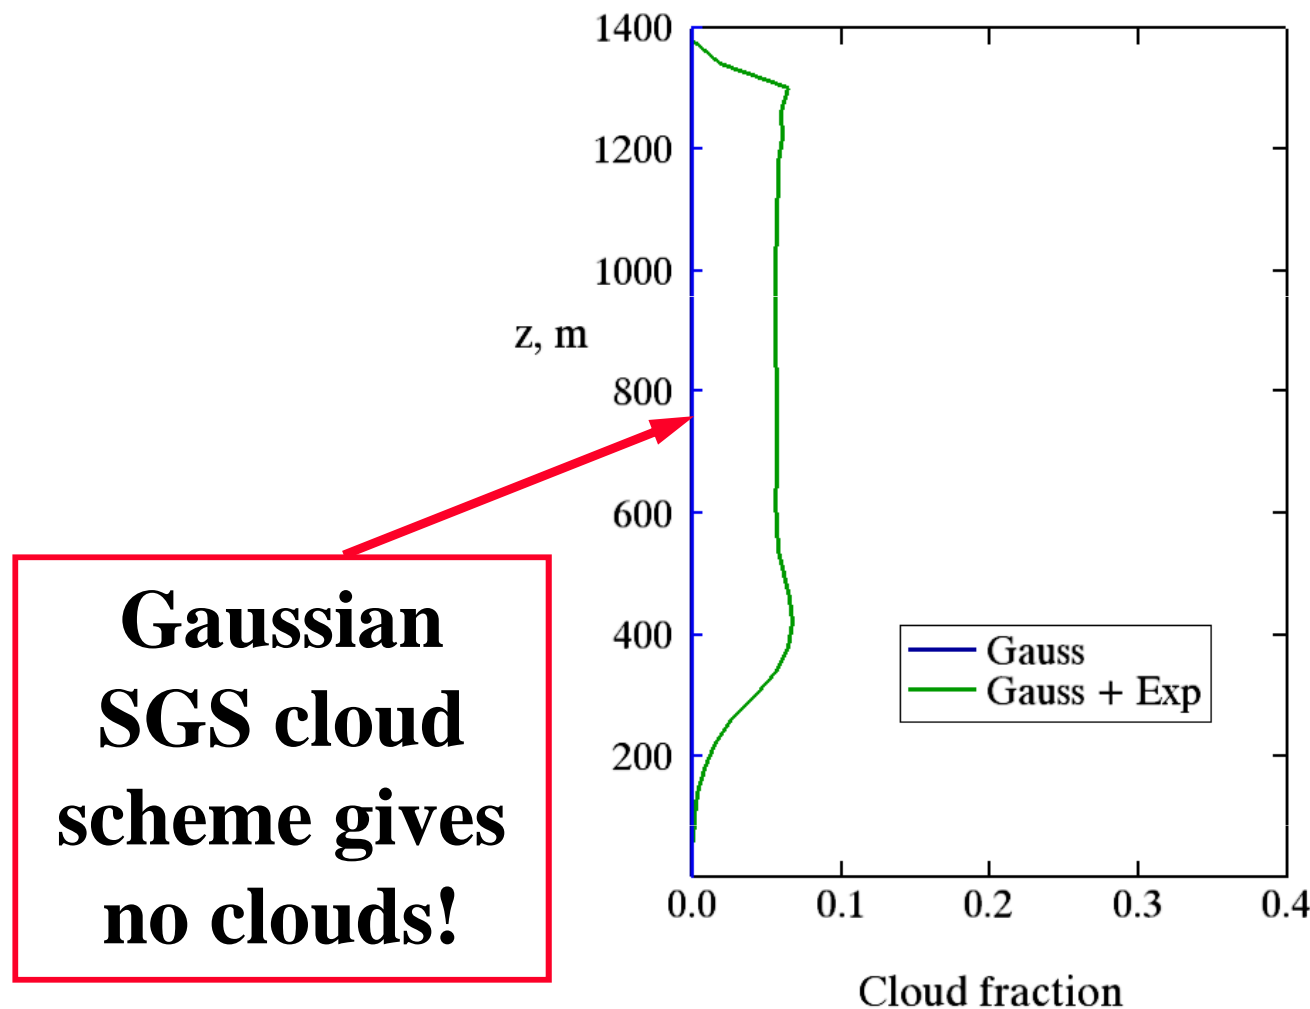 1400
1200
1000
z, m
800
600
400
200
0.0 0.1 0.2 0.3 0.4
Cloud fraction
Gauss
Gauss + Exp
Gaussian
SGS cloud
scheme gives
no clouds!